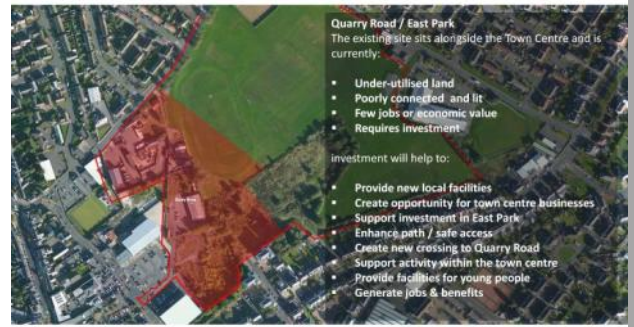 Quarry Road / East Park
The existing site sits alongside the Town Centre and is
currently:
▪ Under-utilised land
▪ Poorly connected and lit
▪ Few jobs or economic value
▪ Requires investment
investment will help to:
▪ Provide new local facilities
▪ Create opportunity for town centre businesses
▪ Support investment in East Park
▪ Enhance path / safe access
▪ Create new crossing to Quarry Road
Support activity within the town centre
▪ Provide facilities for young people
▪ Generate jobs & benefits